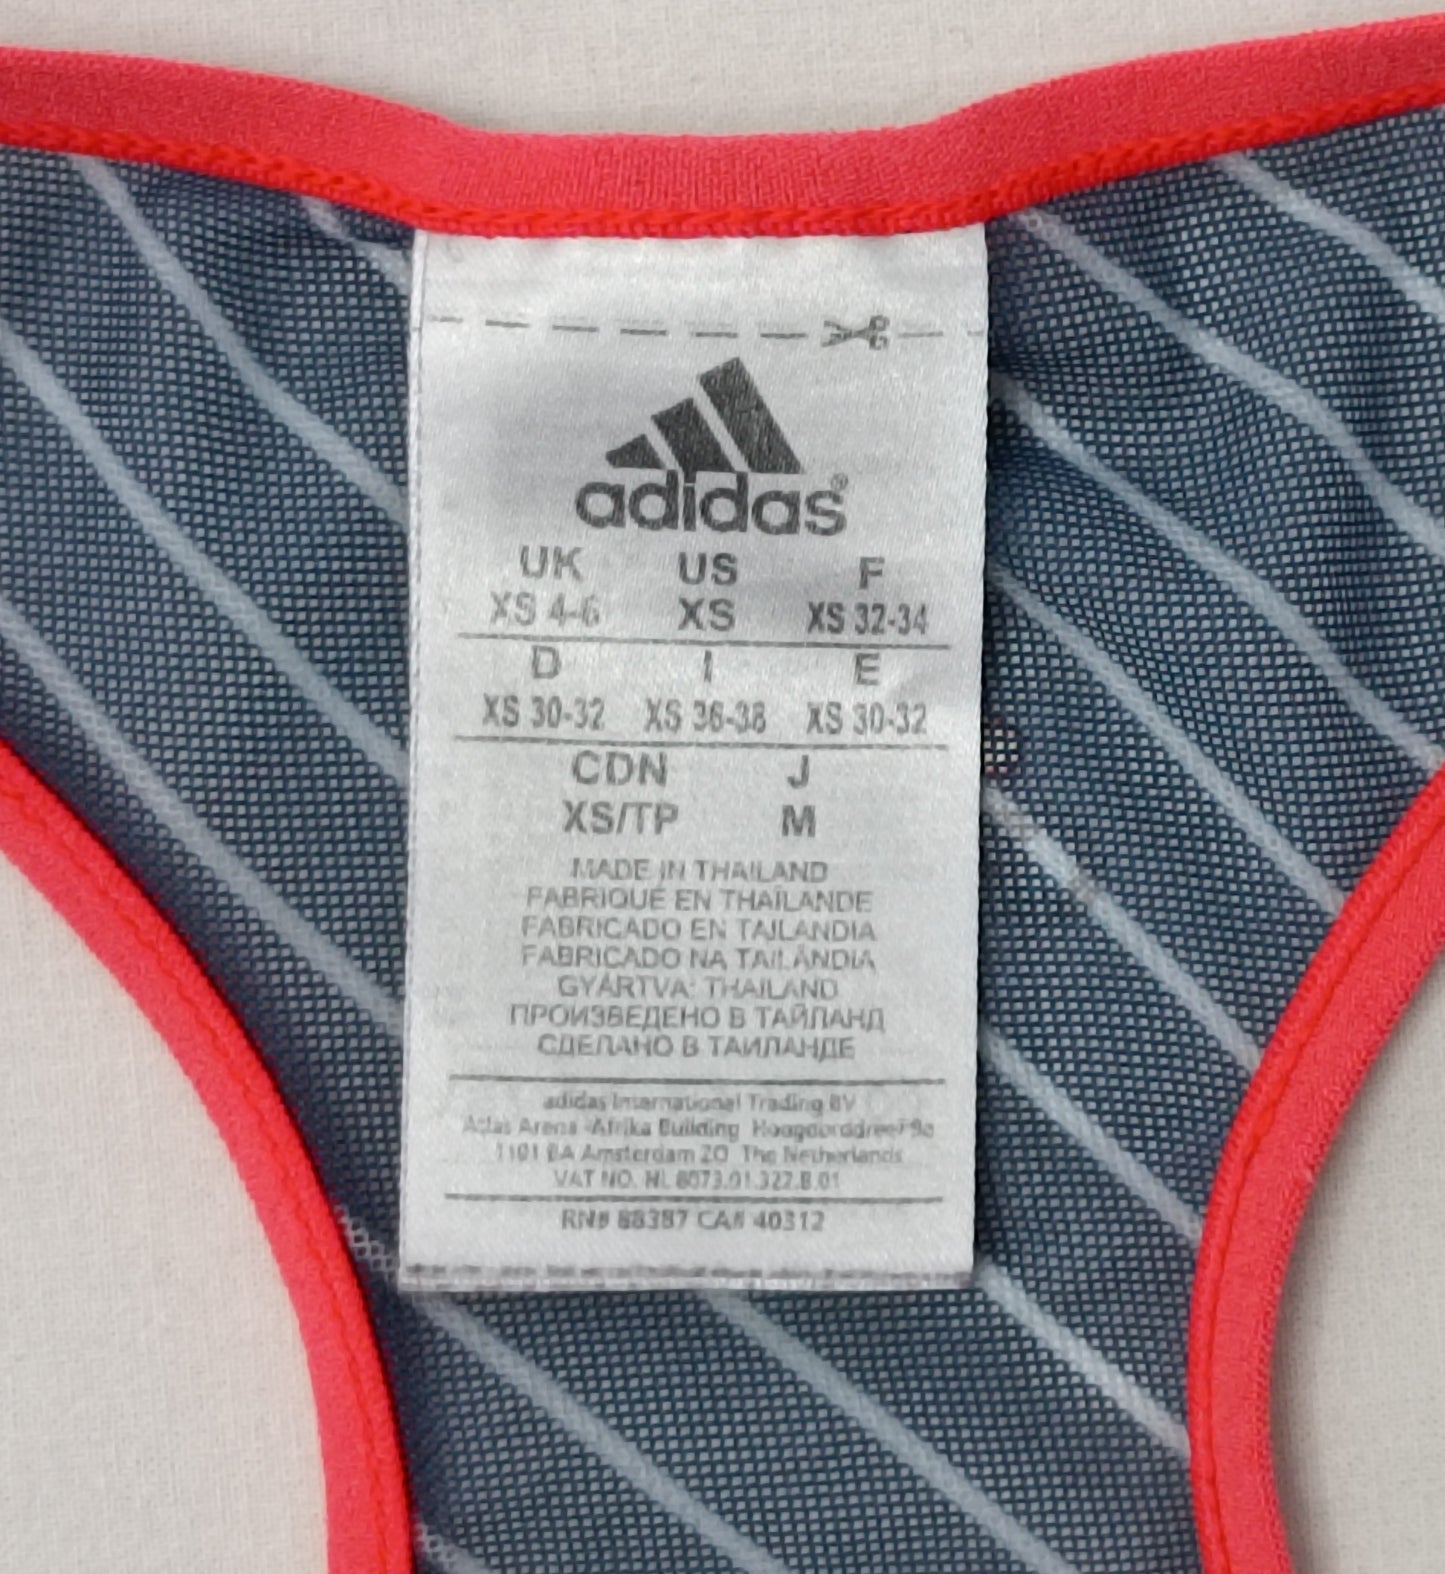 adidas®
UK US F
XS 4-6 XS XS 32-34
D I E
XS 30-32 XS 36-38 XS 30-32
CDN J
XS/TP M
MADE IN THAILAND
FABRIQUÉ EN THAÏLANDE
FABRICADO EN TAILANDIA
FABRICADO NA TAILÂNDIA
GYÁRTVA: THAILAND
ПРОИЗВЕДЕНО В ТАЙЛАНД
СДЕЛАНО В ТАИЛАНДЕ
adidas International Trading BV
Atlas Arena -Afrika Building Hoogoorddreef 9a
1101 BA Amsterdam ZO The Netherlands
VAT NO. NL 8073.01.322.B.01
RN# 88387 CA# 40312